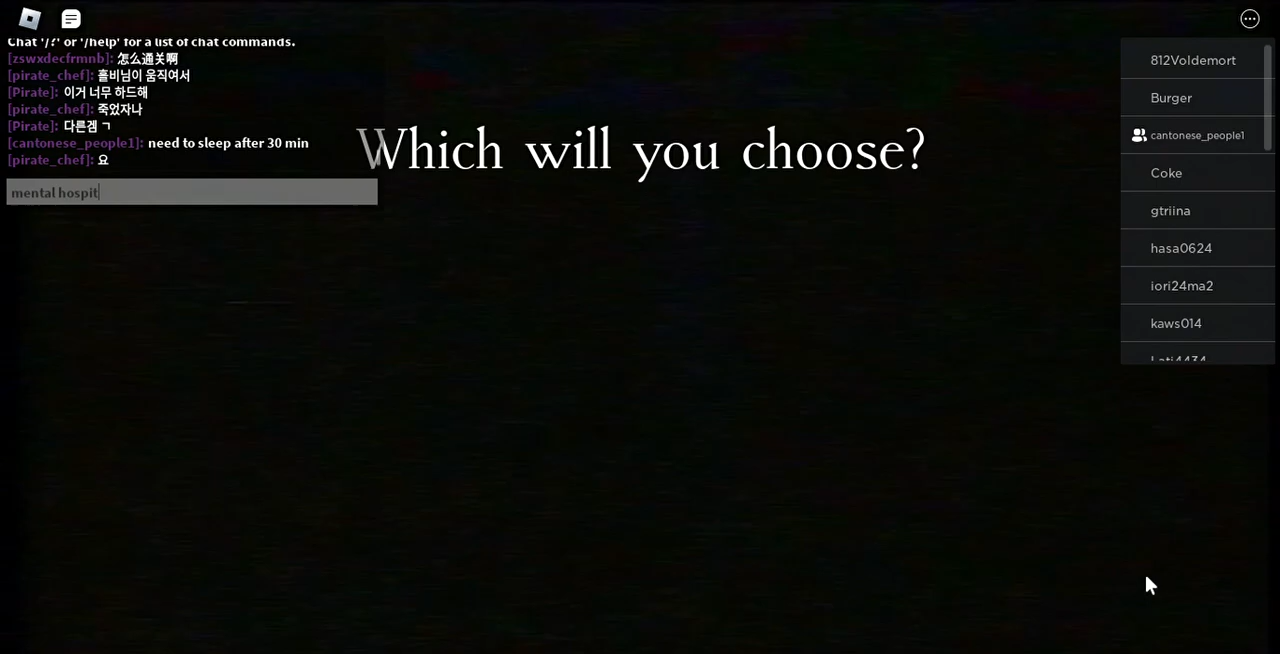 Chat '/?' or '/help' for a list of chat commands.
[zswxdecfrmnb]: 怎么通关啊
[pirate_chef]: 홀비님이 움직여서
[Pirate]: 이거 너무 하드해
[pirate_chef]: 죽었자나
[Pirate]: 다른겜 ㄱ
[cantonese_people1]: need to sleep after 30 min
[pirate_chef]: 요
mental hospit
Which will you choose?
812Voldemort
Burger
cantonese_people1
Coke
gtriina
hasa0624
iori24ma2
kaws014
Lati4434